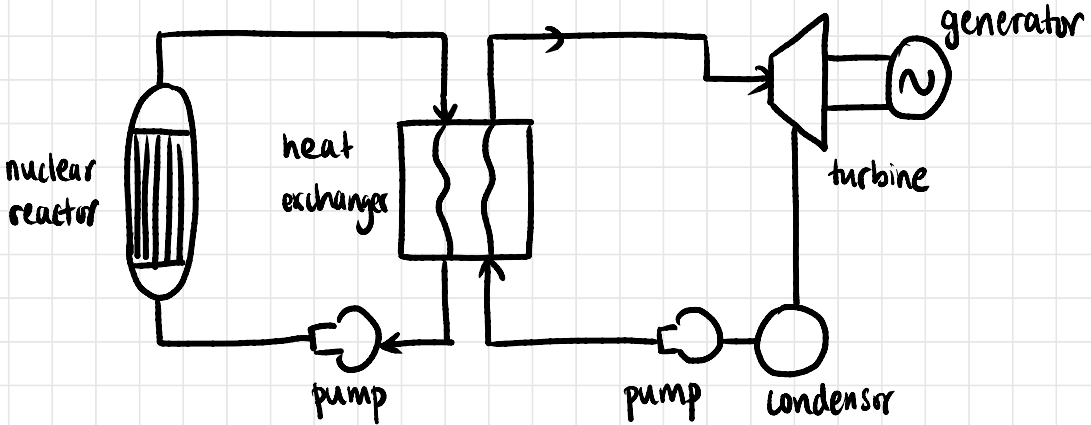 generator
heat
exchanger
nuclear
reactor
turbine
pump
pump
condensor